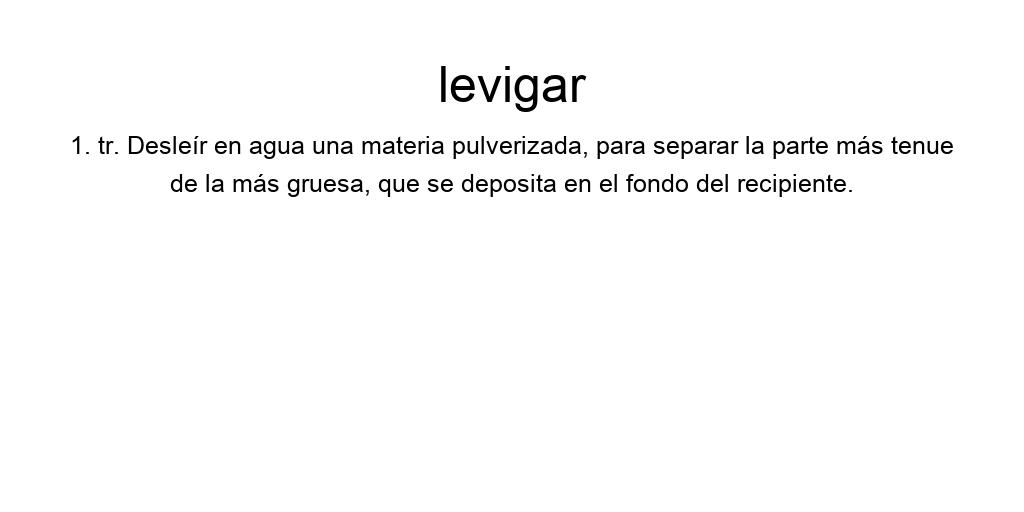 levigar
1. tr. Desleír en agua una materia pulverizada, para separar la parte más tenue
de la más gruesa, que se deposita en el fondo del recipiente.